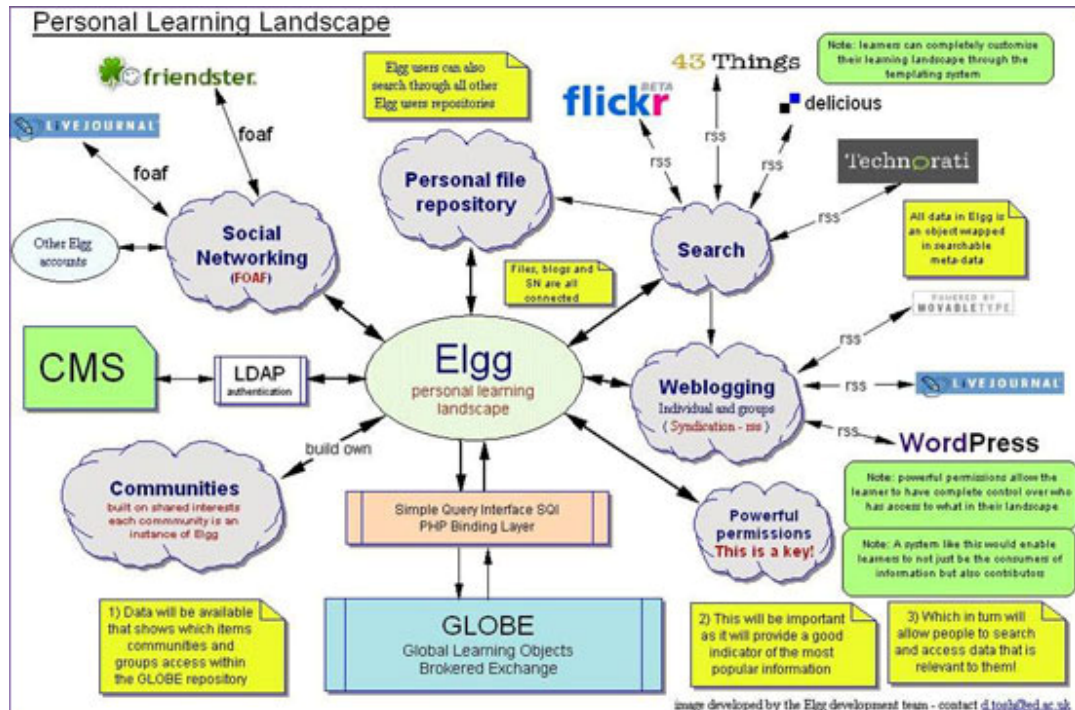 Personal Learning Landscape
friendster.
LIVEJOURNAL
foaf
foaf
Elgg users can also
search through all other
Elgg users repositories
43 Things
flickr
BETA
delicious
Note: learners can completely customise
their learning landscape through the
templating system
rss
rss
rss
Technorati
rss
Personal file
repository
Search
All data in Elgg is
an object wrapped
in searchable
meta-data
Other Elgg
accounts
Social
Networking
(FOAF)
Files, blogs and
SN are all
connected
POWERED BY
MOVABLETYPE
rss
CMS
LDAP
authentication
Elgg
personal learning
landscape
Weblogging
Individual and groups
( Syndication - rss )
rss
LIVEJOURNAL
rss
WordPress
build own
Communities
built on shared interests
each commmunity is an
instance of Elgg
Simple Query Interface SQI
PHP Binding Layer
Powerful
permissions
This is a key!
Note: powerful permissions allow the
learner to have complete control over who
has access to what in their landscape
Note: A system like this would enable
learners to not just be the consumers of
information but also contributors
1) Data will be available
that shows which items
communities and
groups access within
the GLOBE repository
GLOBE
Global Learning Objects
Brokered Exchange
2) This will be important
as it will provide a good
indicator of the most
popular information
3) Which in turn will
allow people to search
and access data that is
relevant to them!
image developed by the Elgg development team - contact d.tosh@ed.ac.uk